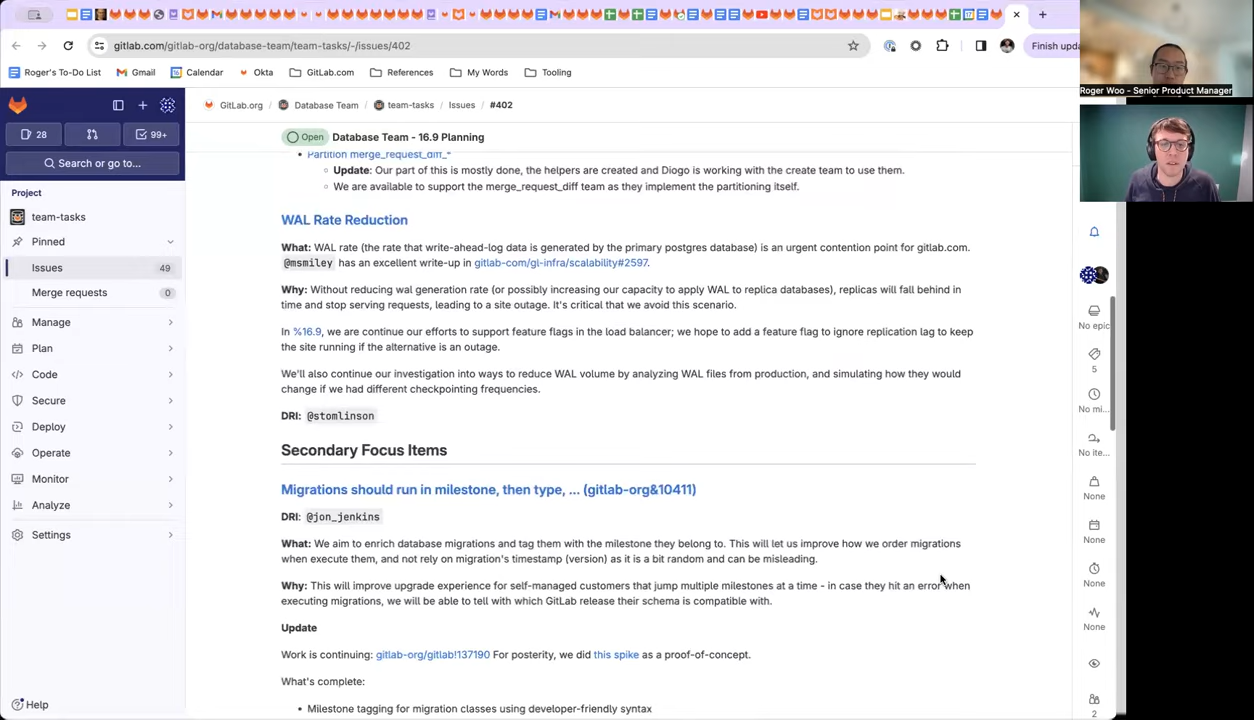 gitlab.com/gitlab-org/database-team/team-tasks/-/issues/402
Finish upda
Roger's To-Do List
Gmail
Calendar
Okta
GitLab.com
References
My Words
Tooling
Roger Woo - Senior Product Manager
GitLab.org / Database Team / team-tasks / Issues / #402
28
99+
Search or go to...
Project
team-tasks
Pinned
Issues 49
Merge requests 0
Manage
Plan
Code
Secure
Deploy
Operate
Monitor
Analyze
Settings
Help
Open Database Team - 16.9 Planning
• Partition merge_request_diff_*
Update: Our part of this is mostly done, the helpers are created and Diogo is working with the create team to use them.
We are available to support the merge_request_diff team as they implement the partitioning itself.
WAL Rate Reduction
What: WAL rate (the rate that write-ahead-log data is generated by the primary postgres database) is an urgent contention point for gitlab.com.
@msmiley has an excellent write-up in gitlab-com/gl-infra/scalability#2597.
Why: Without reducing wal generation rate (or possibly increasing our capacity to apply WAL to replica databases), replicas will fall behind in
time and stop serving requests, leading to a site outage. It's critical that we avoid this scenario.
In %16.9, we are continue our efforts to support feature flags in the load balancer; we hope to add a feature flag to ignore replication lag to keep
the site running if the alternative is an outage.
We'll also continue our investigation into ways to reduce WAL volume by analyzing WAL files from production, and simulating how they would
change if we had different checkpointing frequencies.
DRI: @stomlinson
Secondary Focus Items
Migrations should run in milestone, then type, ... (gitlab-org&10411)
DRI: @jon_jenkins
What: We aim to enrich database migrations and tag them with the milestone they belong to. This will let us improve how we order migrations
when execute them, and not rely on migration's timestamp (version) as it is a bit random and can be misleading.
Why: This will improve upgrade experience for self-managed customers that jump multiple milestones at a time - in case they hit an error when
executing migrations, we will be able to tell with which GitLab release their schema is compatible with.
Update
Work is continuing: gitlab-org/gitlab!137190 For posterity, we did this spike as a proof-of-concept.
What's complete:
• Milestone tagging for migration classes using developer-friendly syntax
No epic
5
No mi...
No ite...
None
None
None
None
2